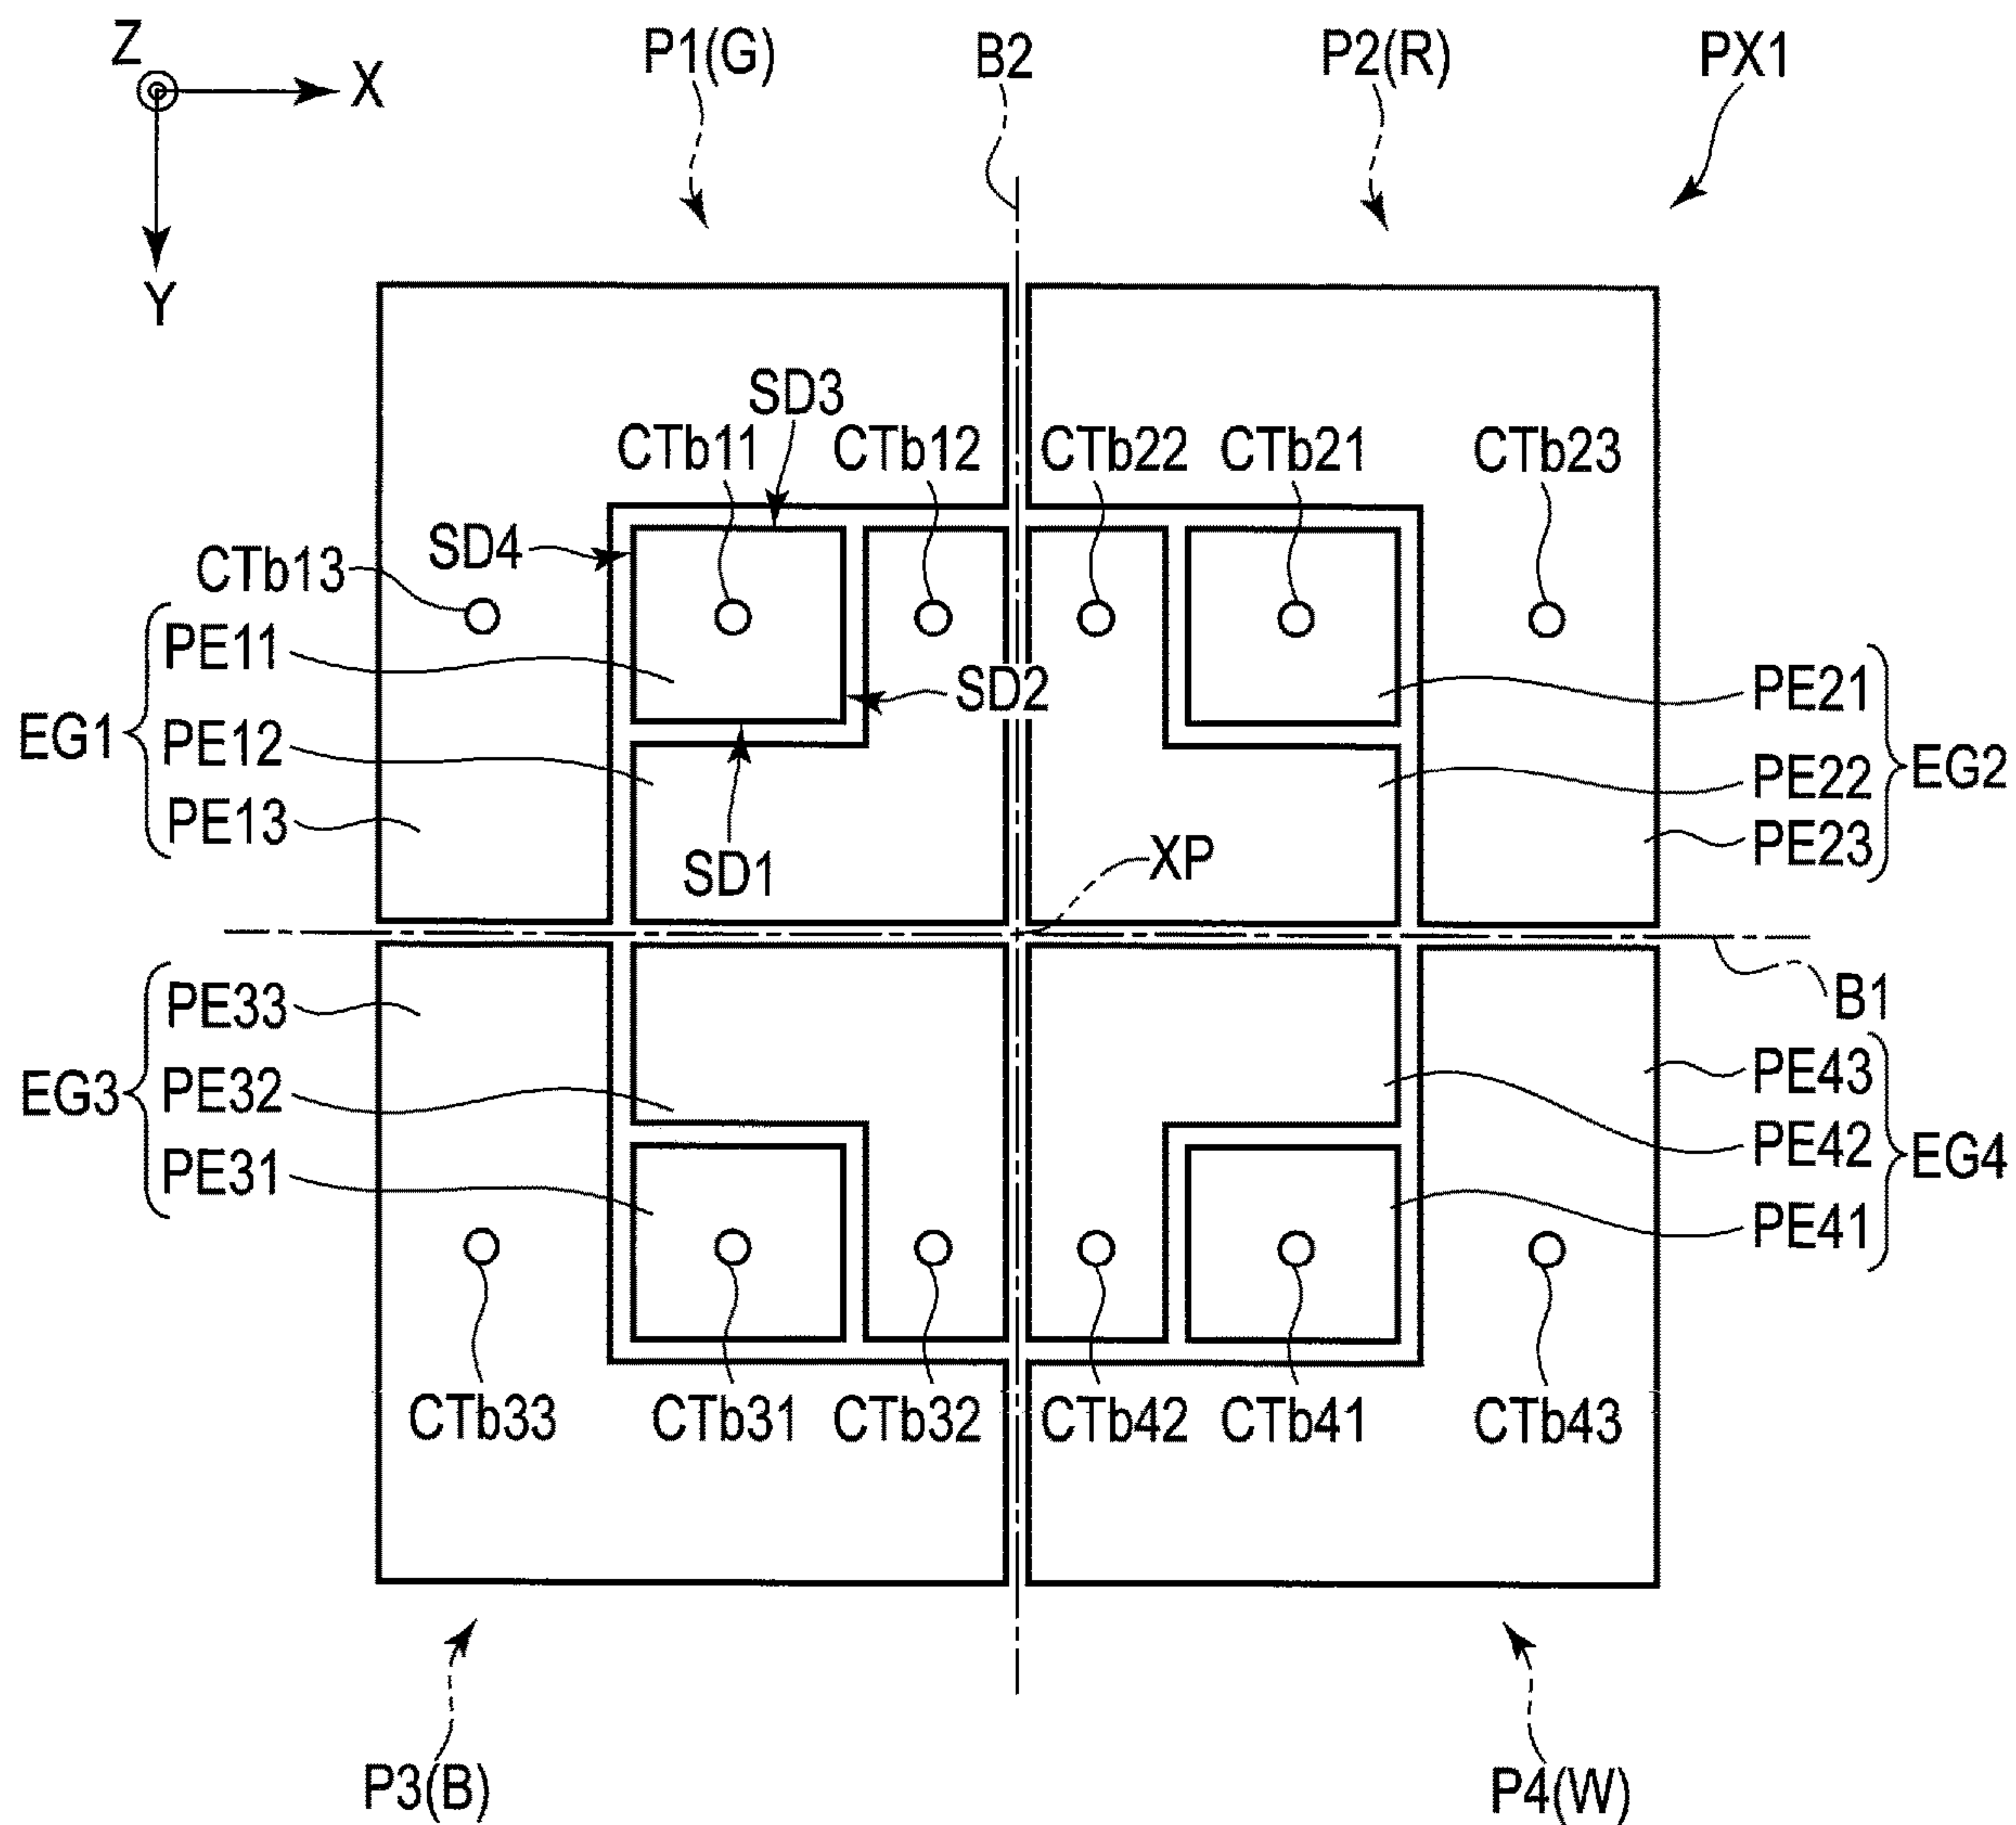 Z
X
Y
P1(G)
B2
P2(R)
PX1
SD3
CTb11
CTb12
CTb22
CTb21
CTb23
SD4
CTb13
EG1
PE11
PE12
PE13
SD2
SD1
PE21
PE22
PE23
EG2
XP
B1
EG3
PE33
PE32
PE31
PE43
PE42
PE41
EG4
CTb33
CTb31
CTb32
CTb42
CTb41
CTb43
P3(B)
P4(W)